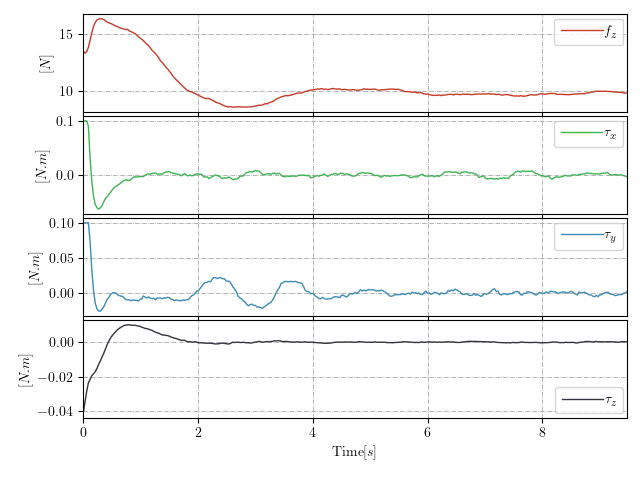 15
10
[N]
f_z
0.1
0.0
[N.m]
τ_x
0.10
0.05
0.00
[N.m]
τ_y
0.00
−0.02
−0.04
[N.m]
τ_z
0 2 4 6 8
Time[s]